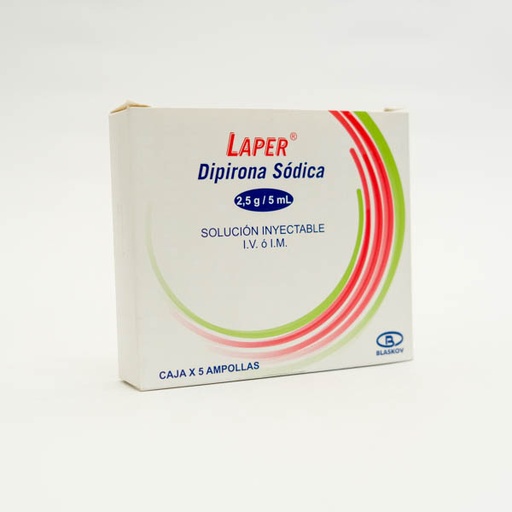 LAPER®
Dipirona Sódica
2,5 g / 5 mL
SOLUCIÓN INYECTABLE
I.V. ó I.M.
B
BLASKOV
CAJA X 5 AMPOLLAS